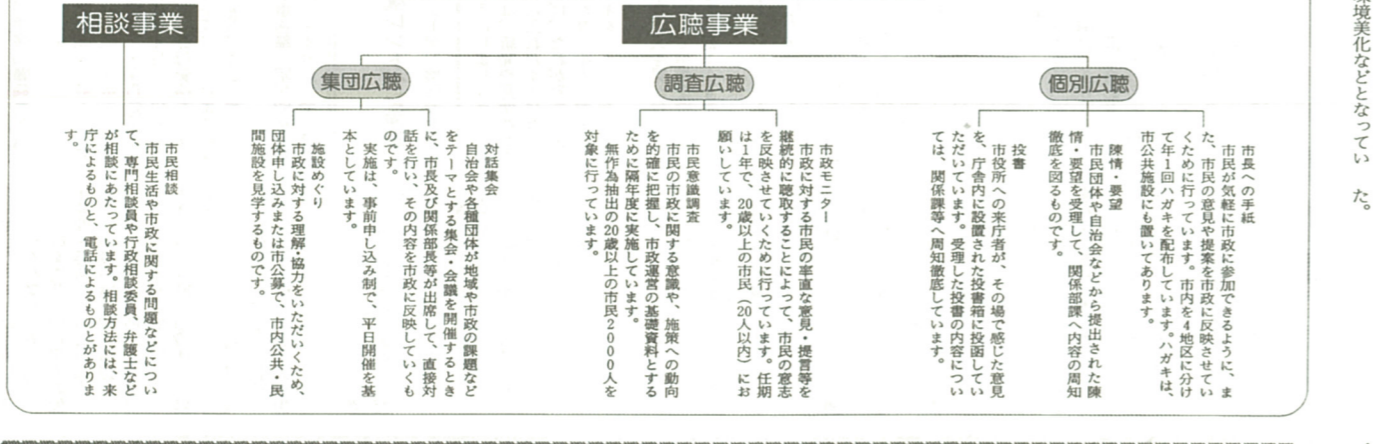 環境美化などとなってい　た。
広聴事業
個別広聴
市長への手紙
市民が気軽に市政に参加できるように、ま
た、市民の意見や提案を市政に反映させてい
くために行っています。市内を4地区に分け
て年1回ハガキを配布しています。ハガキは、
市公共施設にも置いてあります。
陳情・要望
市民団体や自治会などから提出された陳
情・要望を受理して、関係部課へ内容の周知
徹底を図るものです。
投書
市役所への来庁者が、その場で感じた意見
を、庁舎内に設置された投書箱に投函してい
ただいています。受理した投書の内容につい
ては、関係課等へ周知徹底しています。
調査広聴
市政モニター
市政に対する市民の率直な意見・提言等を
継続的に聴取することによって、市民の意志
を反映させていくために行っています。任期
は1年で、20歳以上の市民（20人以内）にお
願いしています。
市民意識調査
市民の市政に関する意識や、施策への動向
を的確に把握し、市政運営の基礎資料とする
ために隔年度に実施しています。
無作為抽出の20歳以上の市民2000人を
対象に行っています。
集団広聴
対話集会
自治会や各種団体が地域や市政の課題など
をテーマとする集会・会議を開催するとき
に、市長及び関係部長等が出席して、直接対
話を行い、その内容を市政に反映していくも
のです。
実施は、事前申し込み制で、平日開催を基
本としています。
施設めぐり
市政に対する理解・協力をいただいくため、
団体申し込みまたは市公募で、市内公共・民
間施設を見学するものです。
相談事業
市民相談
市民生活や市政に関する問題などについ
て、専門相談員や行政相談委員、弁護士など
が相談にあたっています。相談方法には、来
庁によるものと、電話によるものとがありま
す。